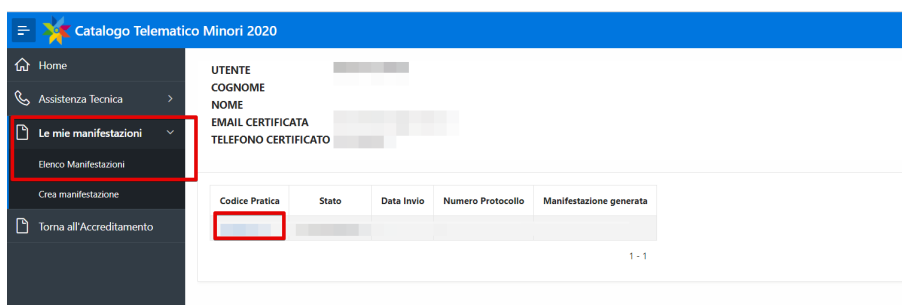 Catalogo Telematico Minori 2020
Home
Assistenza Tecnica
Le mie manifestazioni
Elenco Manifestazioni
Crea manifestazione
Torna all'Accreditamento
UTENTE
COGNOME
NOME
EMAIL CERTIFICATA
TELEFONO CERTIFICATO
Codice Pratica Stato Data Invio Numero Protocollo Manifestazione generata
1 - 1